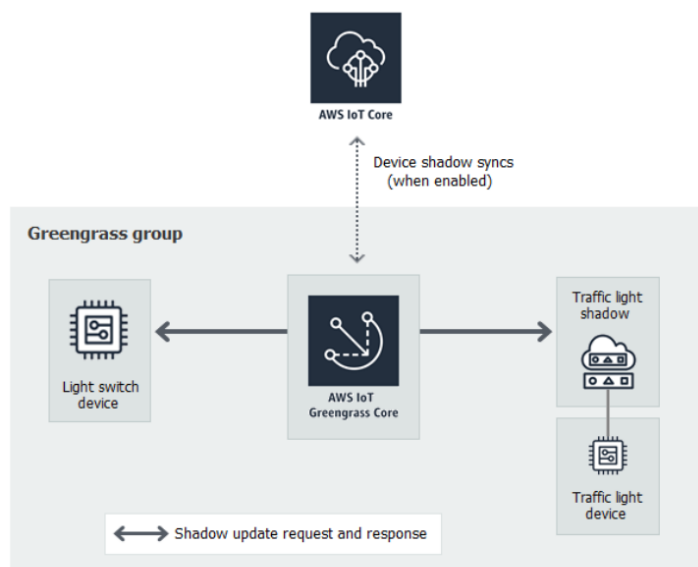 AWS IoT Core
Device shadow syncs
(when enabled)
Greengrass group
Light switch
device
AWS IoT
Greengrass Core
Traffic light
shadow
Traffic light
device
Shadow update request and response